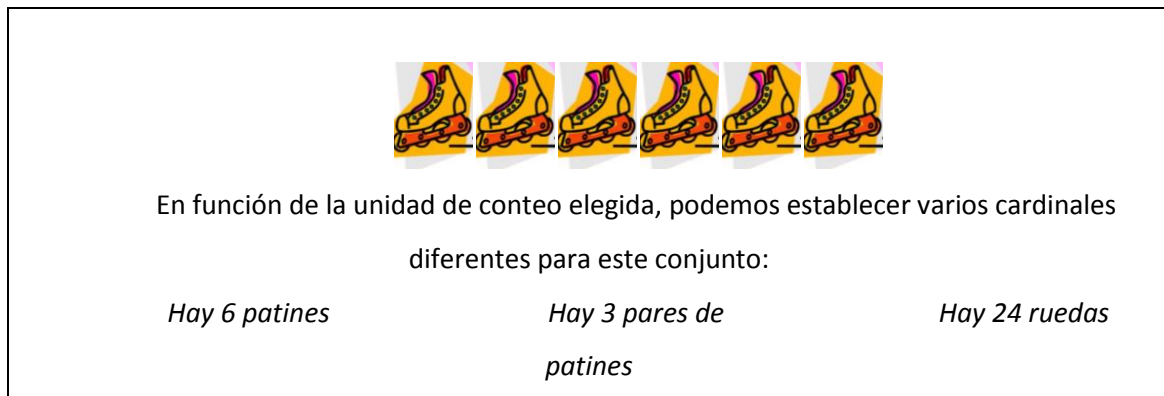 En función de la unidad de conteo elegida, podemos establecer varios cardinales
diferentes para este conjunto:
Hay 6 patines Hay 3 pares de Hay 24 ruedas
patines